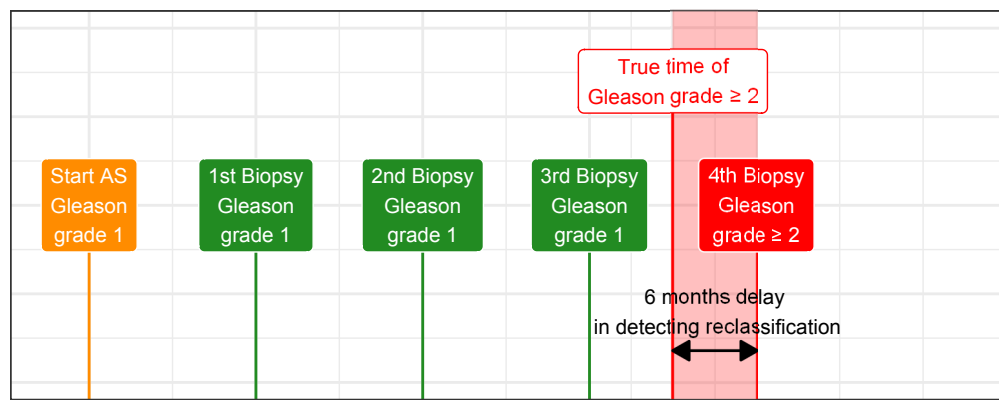 True time of
Gleason grade ≥ 2
Start AS
Gleason
grade 1
1st Biopsy
Gleason
grade 1
2nd Biopsy
Gleason
grade 1
3rd Biopsy
Gleason
grade 1
4th Biopsy
Gleason
grade ≥ 2
6 months delay
in detecting reclassification